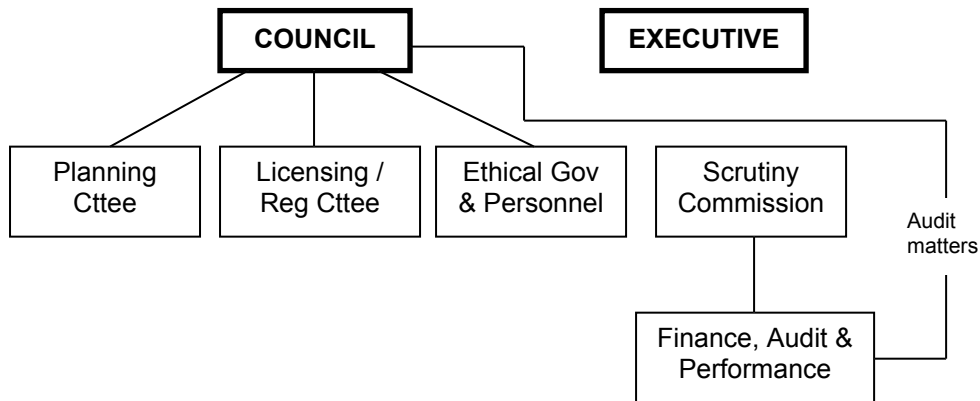 COUNCIL
EXECUTIVE
Planning
Cttee
Licensing /
Reg Cttee
Ethical Gov
& Personnel
Scrutiny
Commission
Audit
matters
Finance, Audit &
Performance